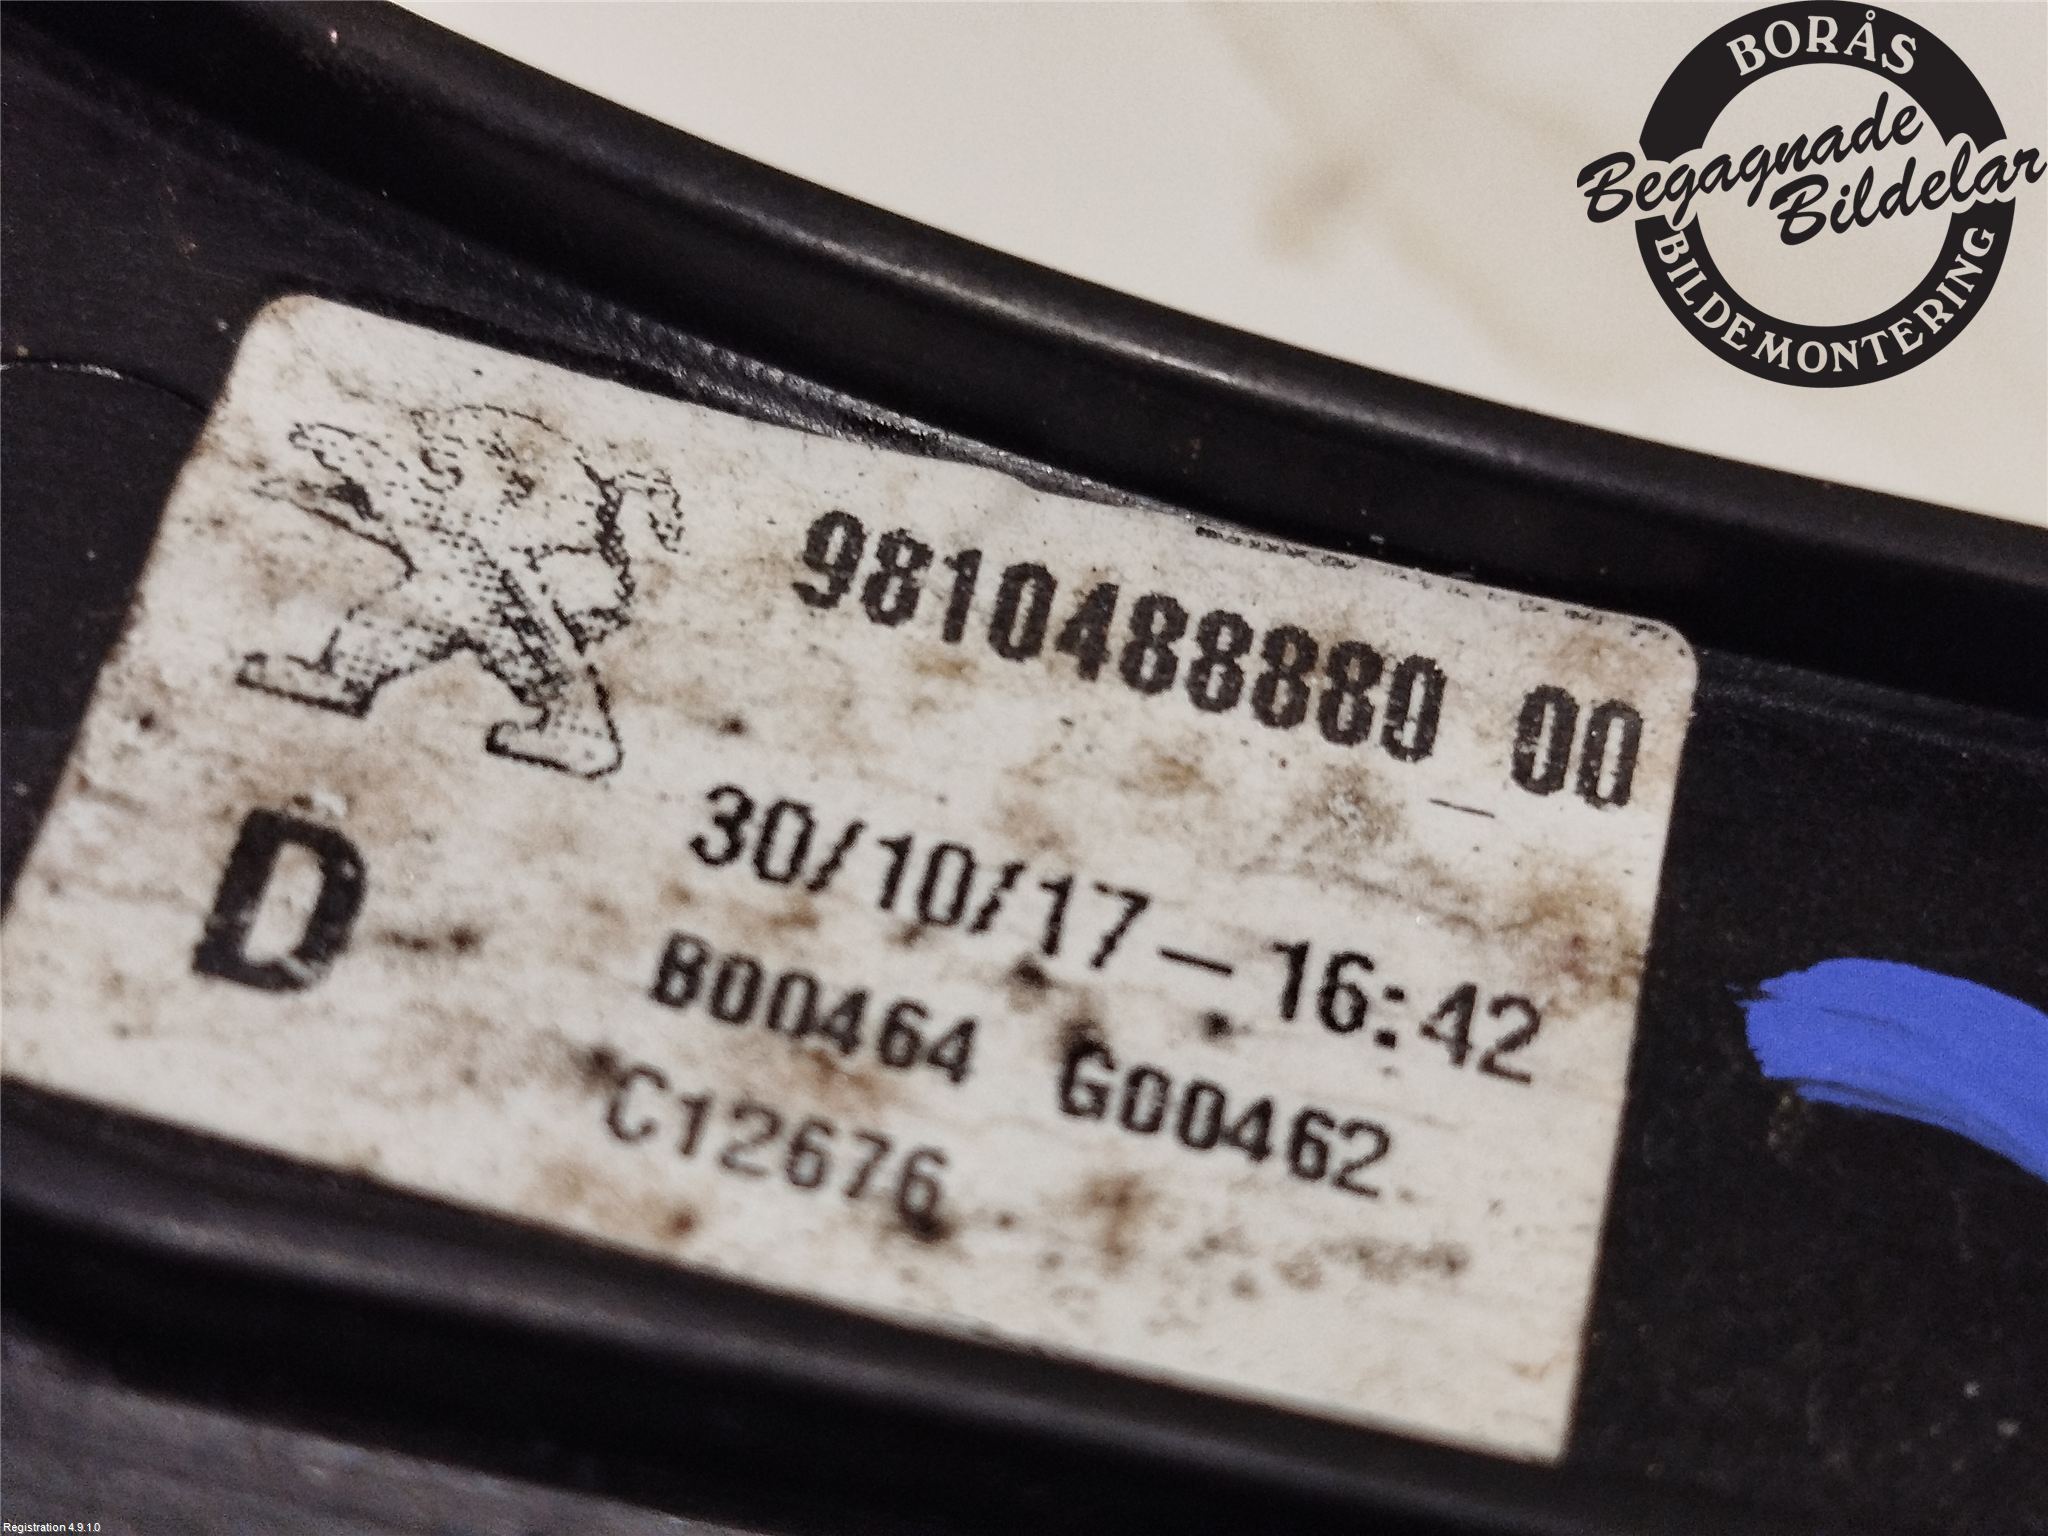 BORÅS
Begagnade
Bildelar
BILDEMONTERING
9810488880 00
30/10/17-16:42
D
B00464 G00462
C12676
Registration 4.9.1.0